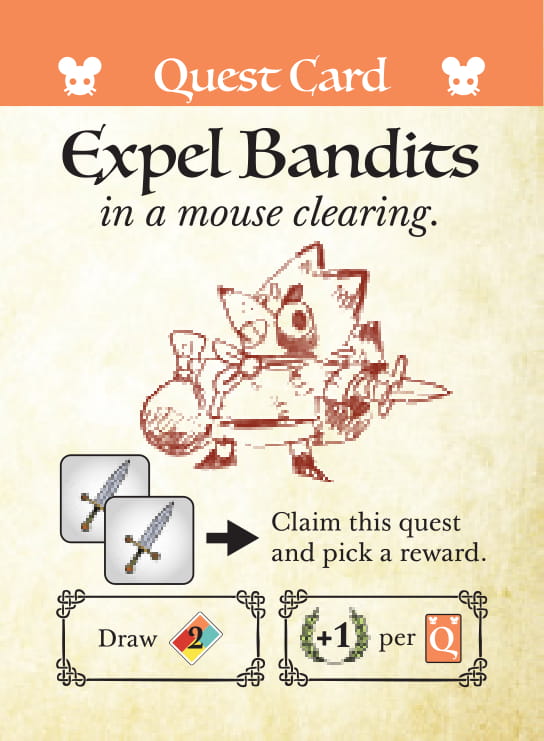 Quest Card
Expel Bandits
in a mouse clearing.
Claim this quest
and pick a reward.
Draw 2
+1 per Q